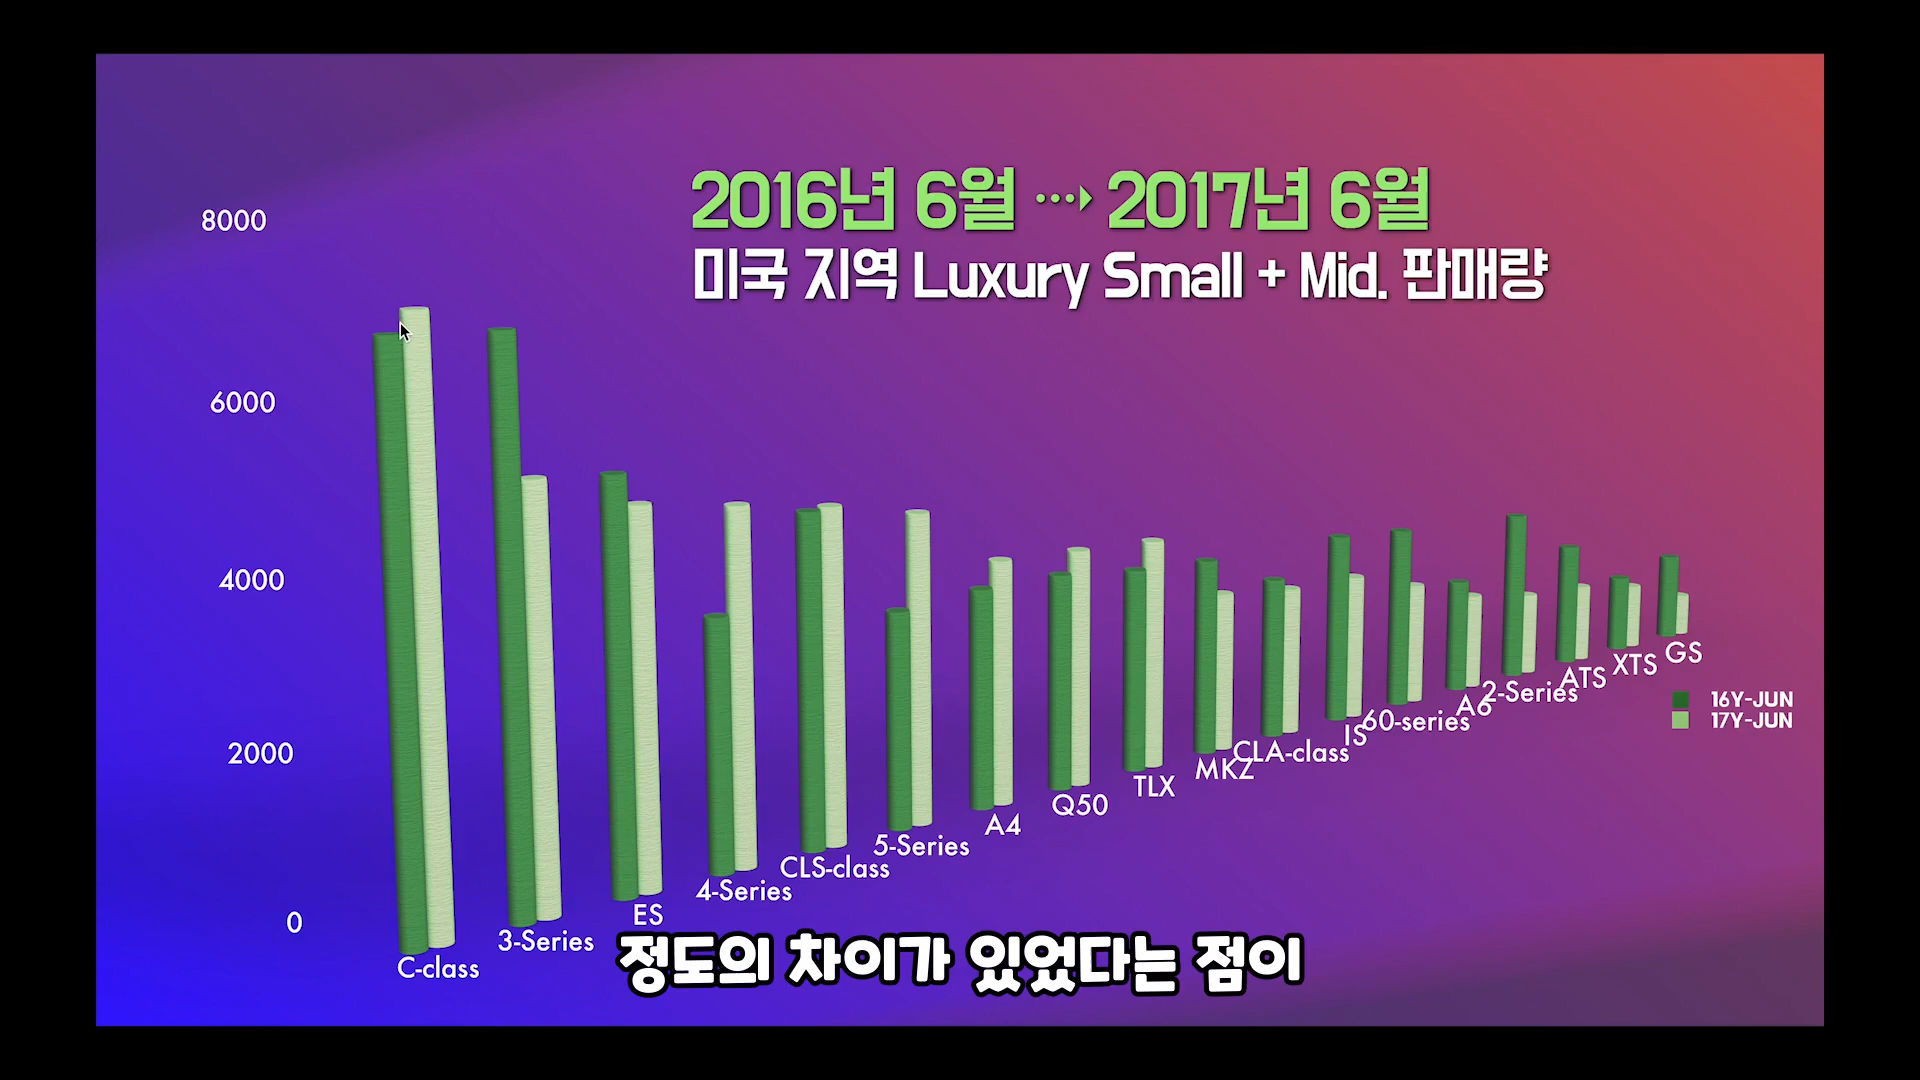 2016년 6월 ···▸ 2017년 6월
미국 지역 Luxury Small + Mid. 판매량
8000
6000
4000
2000
0
C-class
3-Series
ES
4-Series
CLS-class
5-Series
A4
Q50
TLX
MKZ
CLA-class
IS
60-series
A6
2-Series
ATS
XTS
GS
16Y-JUN
17Y-JUN
정도의 차이가 있었다는 점이